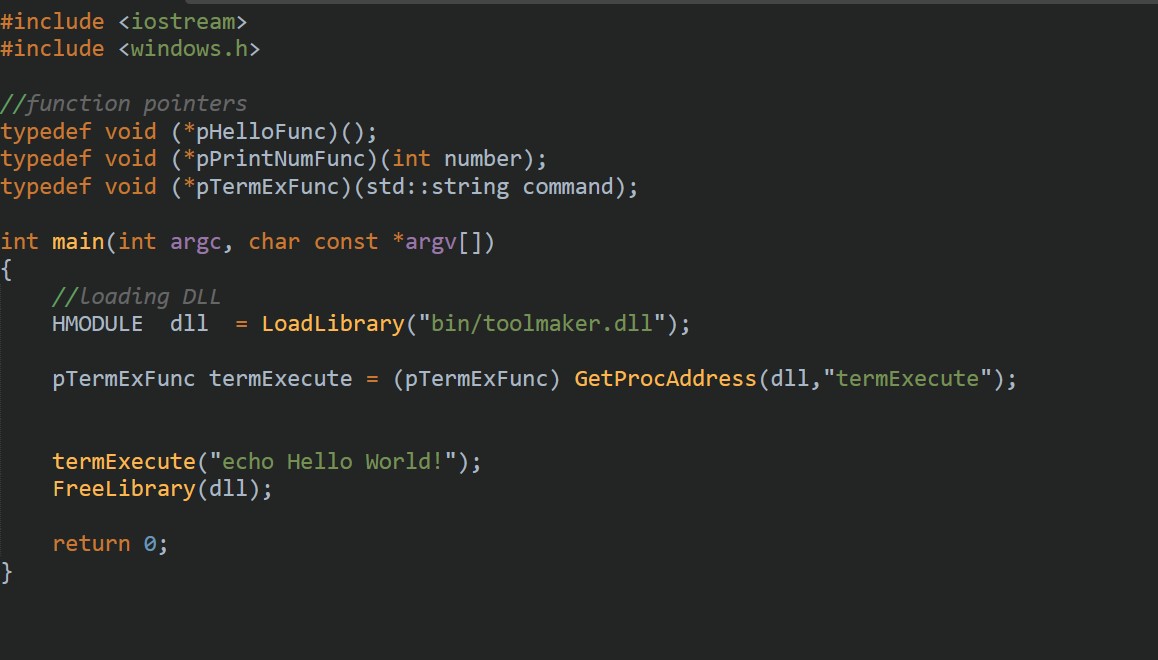 #include <iostream>
#include <windows.h>
//function pointers
typedef void (*pHelloFunc)();
typedef void (*pPrintNumFunc)(int number);
typedef void (*pTermExFunc)(std::string command);
int main(int argc, char const *argv[])
{
//loading DLL
HMODULE  dll  = LoadLibrary("bin/toolmaker.dll");
pTermExFunc termExecute = (pTermExFunc) GetProcAddress(dll,"termExecute");
termExecute("echo Hello World!");
FreeLibrary(dll);
return 0;
}